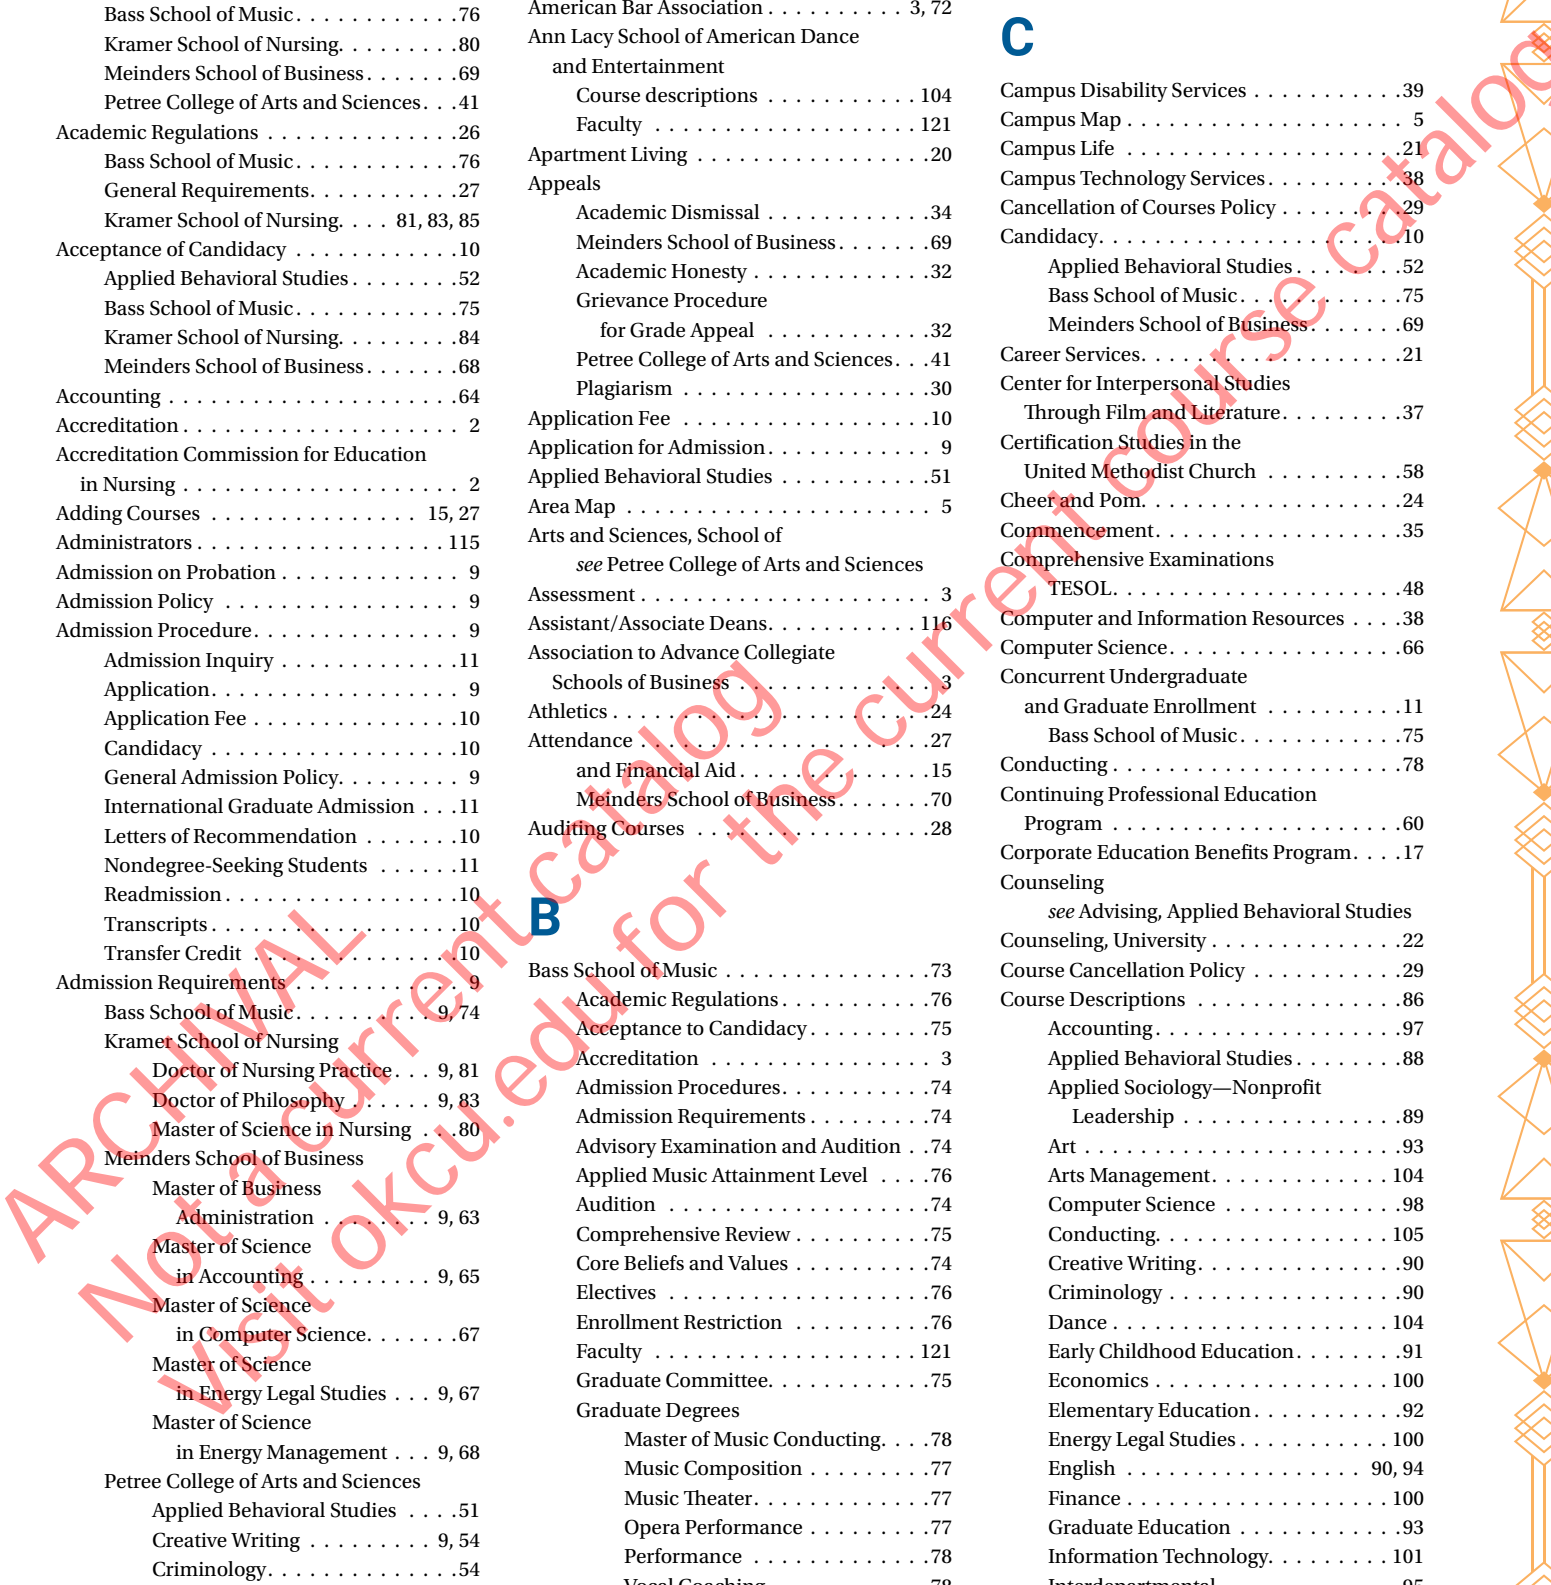 Bass School of Music. . . . . . . . . . . .76
Kramer School of Nursing. . . . . . . . .80
Meinders School of Business . . . . . . .69
Petree College of Arts and Sciences. . .41
Academic Regulations . . . . . . . . . . . . . .26
Bass School of Music. . . . . . . . . . . .76
General Requirements. . . . . . . . . . .27
Kramer School of Nursing. . . . 81, 83, 85
Acceptance of Candidacy . . . . . . . . . . . .10
Applied Behavioral Studies . . . . . . . .52
Bass School of Music. . . . . . . . . . . .75
Kramer School of Nursing. . . . . . . . .84
Meinders School of Business . . . . . . .68
Accounting . . . . . . . . . . . . . . . . . . . . .64
Accreditation . . . . . . . . . . . . . . . . . . . . 2
Accreditation Commission for Education
in Nursing . . . . . . . . . . . . . . . . . . . . 2
Adding Courses . . . . . . . . . . . . . . . 15, 27
Administrators . . . . . . . . . . . . . . . . . . 115
Admission on Probation . . . . . . . . . . . . . 9
Admission Policy . . . . . . . . . . . . . . . . . 9
Admission Procedure. . . . . . . . . . . . . . . 9
Admission Inquiry . . . . . . . . . . . . .11
Application. . . . . . . . . . . . . . . . . . 9
Application Fee . . . . . . . . . . . . . . .10
Candidacy . . . . . . . . . . . . . . . . . .10
General Admission Policy. . . . . . . . . 9
International Graduate Admission . . .11
Letters of Recommendation . . . . . . .10
Nondegree-Seeking Students . . . . . .11
Readmission . . . . . . . . . . . . . . . . .10
Transcripts . . . . . . . . . . . . . . . . . .10
Transfer Credit . . . . . . . . . . . . . . .10
Admission Requirements . . . . . . . . . . . . 9
Bass School of Music. . . . . . . . . . 9, 74
Kramer School of Nursing
Doctor of Nursing Practice . . . 9, 81
Doctor of Philosophy . . . . . . 9, 83
Master of Science in Nursing . . .80
Meinders School of Business
Master of Business
Administration . . . . . . . . 9, 63
Master of Science
in Accounting . . . . . . . . . 9, 65
Master of Science
in Computer Science. . . . . . .67
Master of Science
in Energy Legal Studies . . . 9, 67
Master of Science
in Energy Management . . . 9, 68
Petree College of Arts and Sciences
Applied Behavioral Studies . . . .51
Creative Writing . . . . . . . . . 9, 54
Criminology. . . . . . . . . . . . . .54
American Bar Association . . . . . . . . . . 3, 72
Ann Lacy School of American Dance
and Entertainment
Course descriptions . . . . . . . . . . . 104
Faculty . . . . . . . . . . . . . . . . . . . 121
Apartment Living . . . . . . . . . . . . . . . . .20
Appeals
Academic Dismissal . . . . . . . . . . . .34
Meinders School of Business . . . . . . .69
Academic Honesty . . . . . . . . . . . . .32
Grievance Procedure
for Grade Appeal . . . . . . . . . . . .32
Petree College of Arts and Sciences. . .41
Plagiarism . . . . . . . . . . . . . . . . . .30
Application Fee . . . . . . . . . . . . . . . . . .10
Application for Admission. . . . . . . . . . . . 9
Applied Behavioral Studies . . . . . . . . . . .51
Area Map . . . . . . . . . . . . . . . . . . . . . . 5
Arts and Sciences, School of
see Petree College of Arts and Sciences
Assessment . . . . . . . . . . . . . . . . . . . . . 3
Assistant/Associate Deans. . . . . . . . . . . 116
Association to Advance Collegiate
Schools of Business . . . . . . . . . . . . . . 3
Athletics . . . . . . . . . . . . . . . . . . . . . . .24
Attendance . . . . . . . . . . . . . . . . . . . . .27
and Financial Aid . . . . . . . . . . . . . .15
Meinders School of Business . . . . . . .70
Auditing Courses . . . . . . . . . . . . . . . . .28
B
Bass School of Music . . . . . . . . . . . . . . .73
Academic Regulations . . . . . . . . . . .76
Acceptance to Candidacy . . . . . . . . .75
Accreditation . . . . . . . . . . . . . . . . 3
Admission Procedures. . . . . . . . . . .74
Admission Requirements . . . . . . . . .74
Advisory Examination and Audition . .74
Applied Music Attainment Level . . . .76
Audition . . . . . . . . . . . . . . . . . . .74
Comprehensive Review . . . . . . . . . .75
Core Beliefs and Values . . . . . . . . . .74
Electives . . . . . . . . . . . . . . . . . . .76
Enrollment Restriction . . . . . . . . . .76
Faculty . . . . . . . . . . . . . . . . . . . 121
Graduate Committee. . . . . . . . . . . .75
Graduate Degrees
Master of Music Conducting. . . .78
Music Composition . . . . . . . . .77
Music Theater. . . . . . . . . . . . .77
Opera Performance . . . . . . . . .77
Performance . . . . . . . . . . . . .78
Vocal Coaching . . . . . . . . . . . .78
C
Campus Disability Services . . . . . . . . . . .39
Campus Map . . . . . . . . . . . . . . . . . . . . 5
Campus Life . . . . . . . . . . . . . . . . . . . .21
Campus Technology Services . . . . . . . . . .38
Cancellation of Courses Policy . . . . . . . . .29
Candidacy. . . . . . . . . . . . . . . . . . . . . .10
Applied Behavioral Studies . . . . . . . .52
Bass School of Music. . . . . . . . . . . .75
Meinders School of Business . . . . . . .69
Career Services. . . . . . . . . . . . . . . . . . .21
Center for Interpersonal Studies
Through Film and Literature. . . . . . . . .37
Certification Studies in the
United Methodist Church . . . . . . . . . .58
Cheer and Pom. . . . . . . . . . . . . . . . . . .24
Commencement. . . . . . . . . . . . . . . . . .35
Comprehensive Examinations
TESOL. . . . . . . . . . . . . . . . . . . . .48
Computer and Information Resources . . . .38
Computer Science. . . . . . . . . . . . . . . . .66
Concurrent Undergraduate
and Graduate Enrollment . . . . . . . . . .11
Bass School of Music. . . . . . . . . . . .75
Conducting . . . . . . . . . . . . . . . . . . . . .78
Continuing Professional Education
Program . . . . . . . . . . . . . . . . . . . . .60
Corporate Education Benefits Program. . . .17
Counseling
see Advising, Applied Behavioral Studies
Counseling, University . . . . . . . . . . . . . .22
Course Cancellation Policy . . . . . . . . . . .29
Course Descriptions . . . . . . . . . . . . . . .86
Accounting. . . . . . . . . . . . . . . . . .97
Applied Behavioral Studies . . . . . . . .88
Applied Sociology—Nonprofit
Leadership . . . . . . . . . . . . . . . .89
Art . . . . . . . . . . . . . . . . . . . . . . .93
Arts Management. . . . . . . . . . . . . 104
Computer Science . . . . . . . . . . . . .98
Conducting. . . . . . . . . . . . . . . . . 105
Creative Writing. . . . . . . . . . . . . . .90
Criminology . . . . . . . . . . . . . . . . .90
Dance . . . . . . . . . . . . . . . . . . . . 104
Early Childhood Education. . . . . . . .91
Economics . . . . . . . . . . . . . . . . . 100
Elementary Education . . . . . . . . . . .92
Energy Legal Studies . . . . . . . . . . . 100
English . . . . . . . . . . . . . . . . . 90, 94
Finance . . . . . . . . . . . . . . . . . . . 100
Graduate Education . . . . . . . . . . . .93
Information Technology. . . . . . . . . 101
Interdepartmental . . . . . . . . . . . . .95
ARCHIVAL
Not a current catalog
Visit okcu.edu for the current course catalog